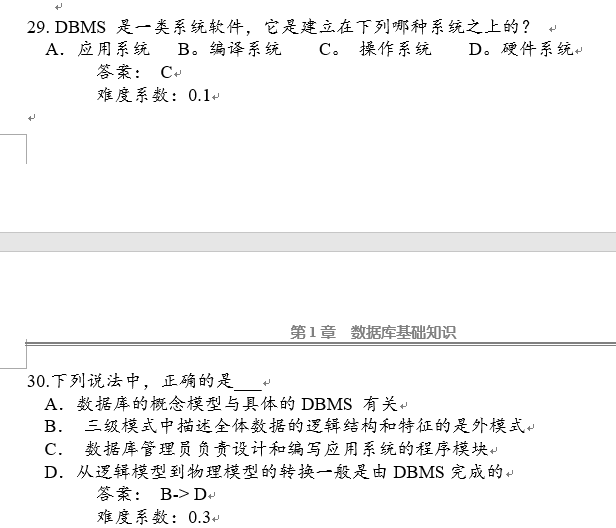 29. DBMS 是一类系统软件，它是建立在下列哪种系统之上的？
A．应用系统 B。编译系统 C。 操作系统 D。硬件系统
答案： C
难度系数：0.1
第 1 章 数据库基础知识
30.下列说法中，正确的是___
A．数据库的概念模型与具体的 DBMS 有关
B． 三级模式中描述全体数据的逻辑结构和特征的是外模式
C． 数据库管理员负责设计和编写应用系统的程序模块
D．从逻辑模型到物理模型的转换一般是由 DBMS 完成的
答案： B-> D
难度系数：0.3